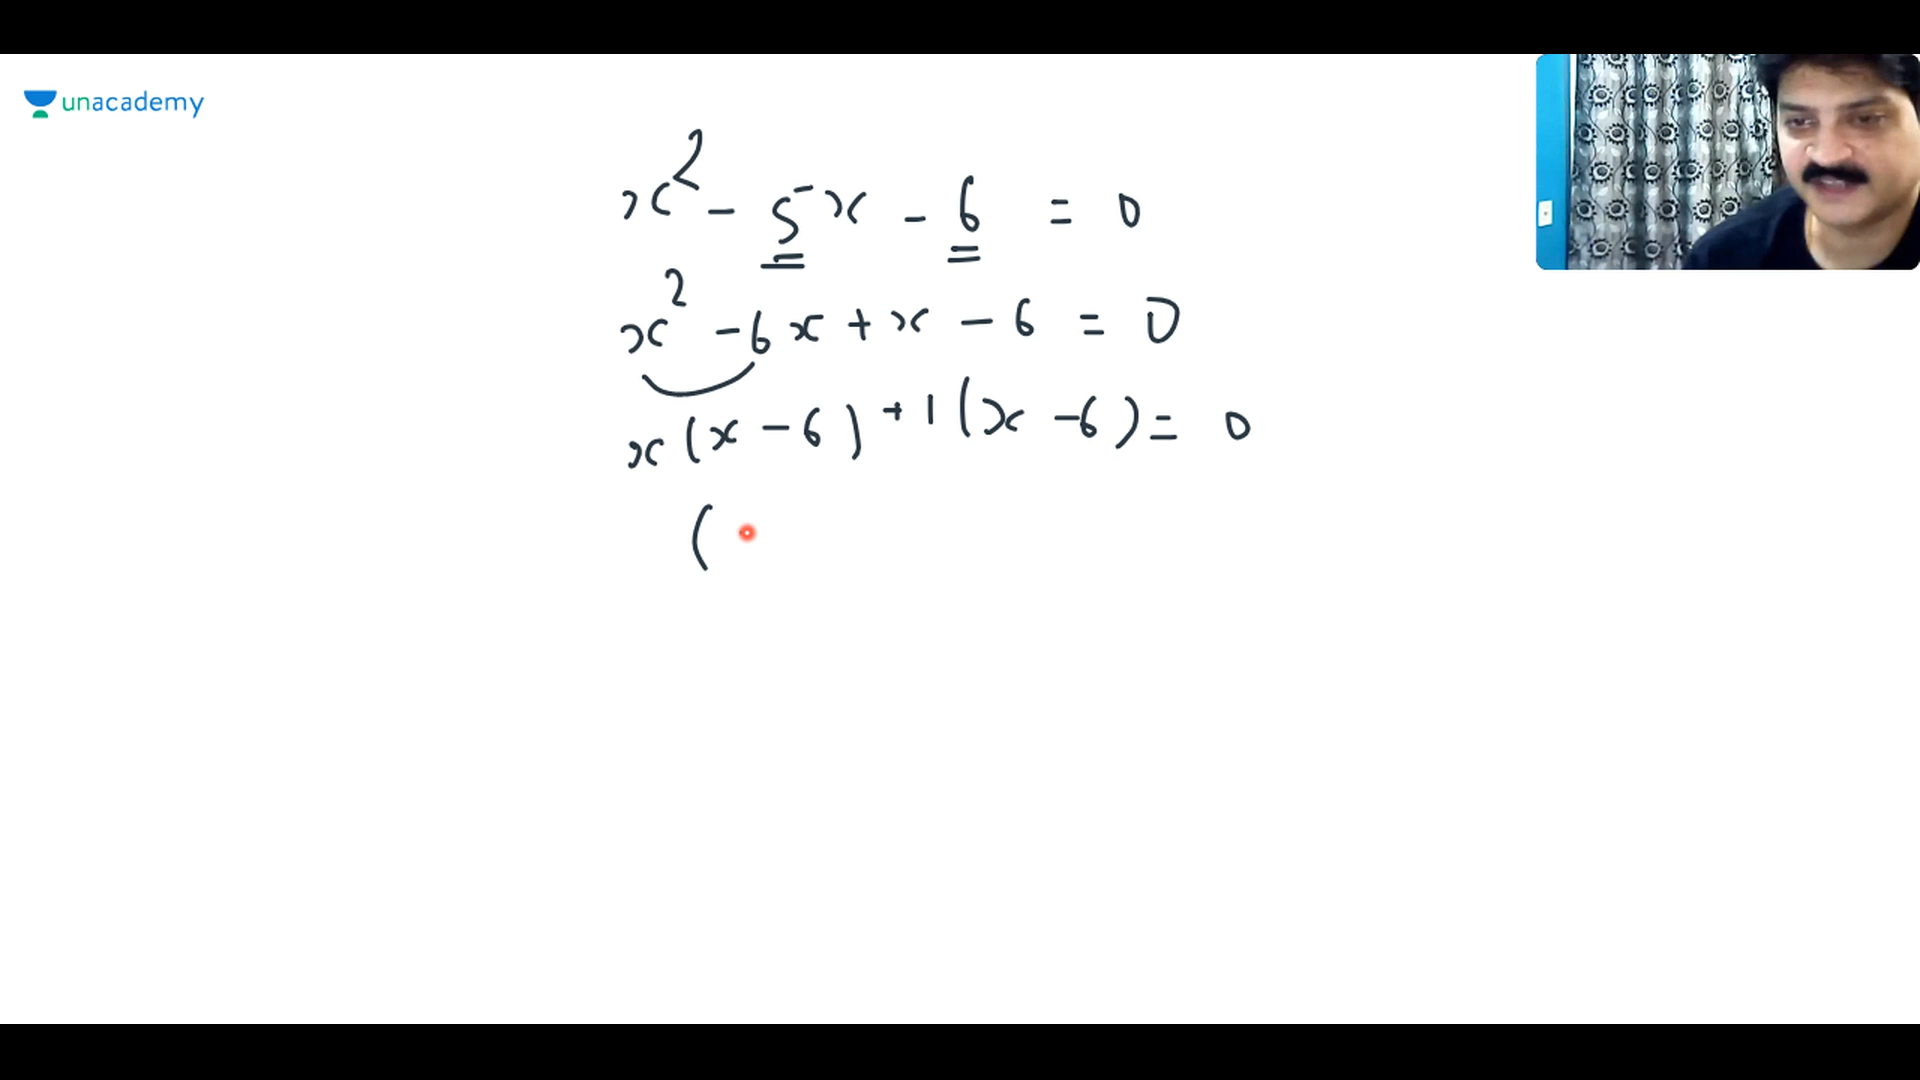 unacademy
x² - 5x - 6 = 0
x² - 6x + x - 6 = 0
x(x - 6) + 1(x - 6) = 0
(